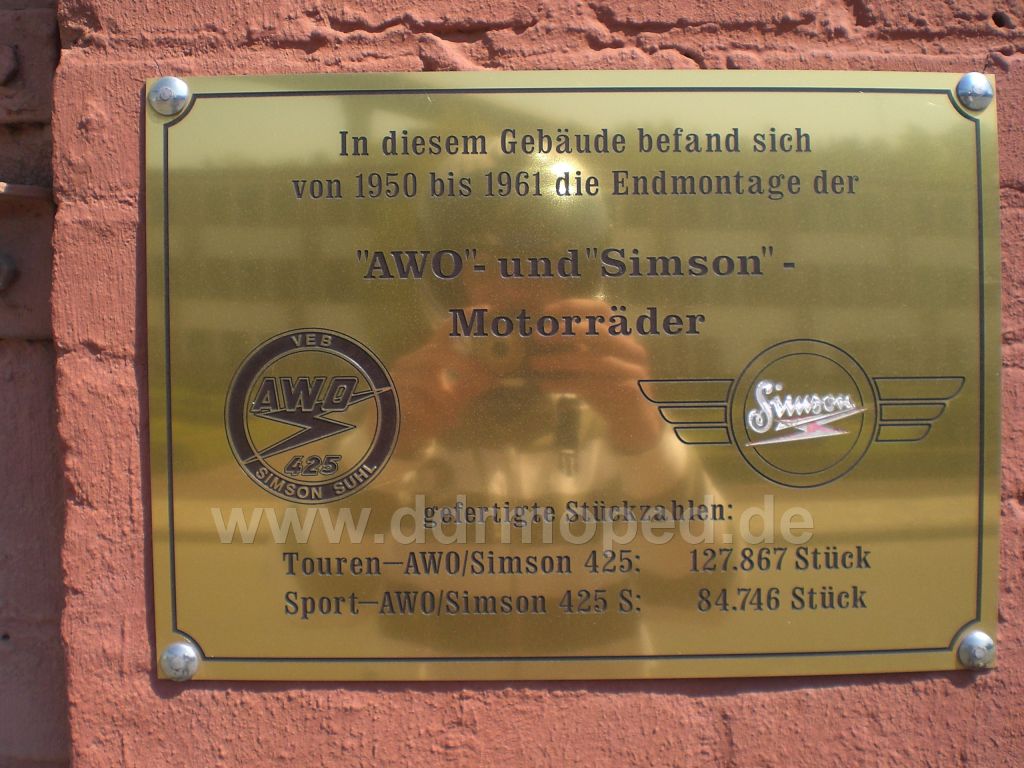 In diesem Gebäude befand sich
von 1950 bis 1961 die Endmontage der
"AWO"- und "Simson" -
Motorräder
VEB
AWO
425
SIMSON SUHL
Simson
gefertigte Stückzahlen:
www.ddrmoped.de
Touren—AWO/Simson 425: 127.867 Stück
Sport—AWO/Simson 425 S: 84.746 Stück